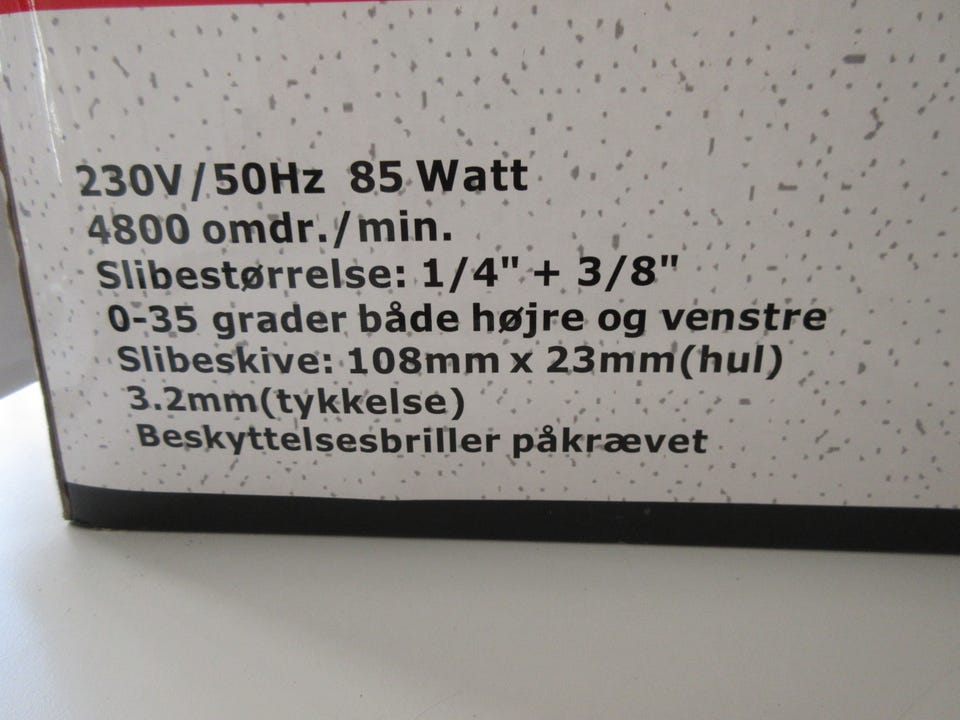 230V/50Hz 85 Watt
4800 omdr./min.
Slibestørrelse: 1/4" + 3/8"
0-35 grader både højre og venstre
Slibeskive: 108mm x 23mm(hul)
3.2mm(tykkelse)
Beskyttelsesbriller påkrævet